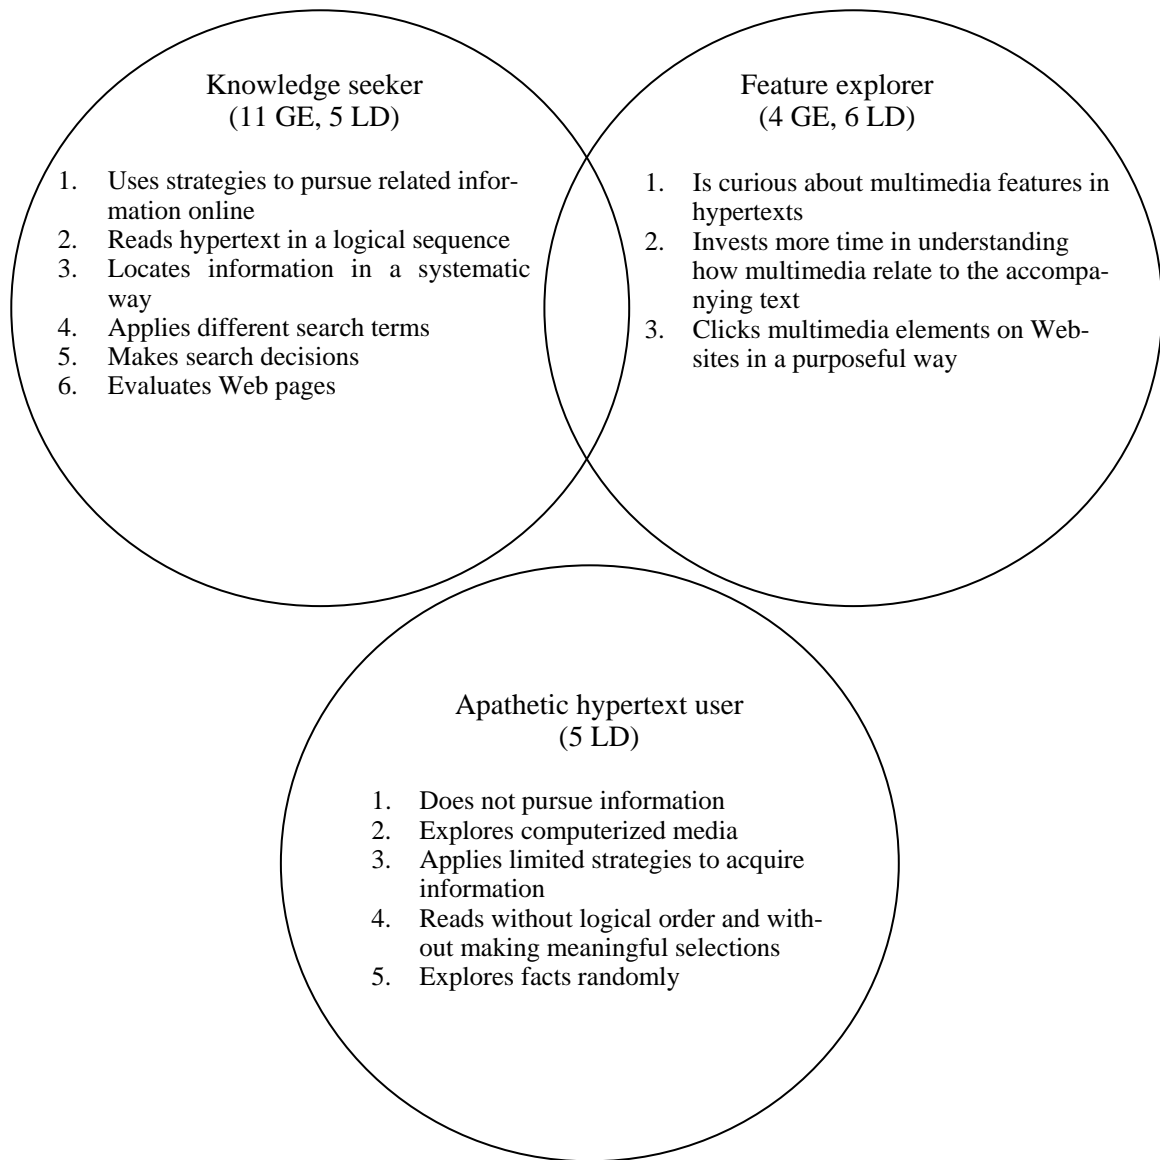 Knowledge seeker
(11 GE, 5 LD)
1. Uses strategies to pursue related infor-
mation online
2. Reads hypertext in a logical sequence
3. Locates information in a systematic
way
4. Applies different search terms
5. Makes search decisions
6. Evaluates Web pages
Feature explorer
(4 GE, 6 LD)
1. Is curious about multimedia features in
hypertexts
2. Invests more time in understanding
how multimedia relate to the accompa-
nying text
3. Clicks multimedia elements on Web-
sites in a purposeful way
Apathetic hypertext user
(5 LD)
1. Does not pursue information
2. Explores computerized media
3. Applies limited strategies to acquire
information
4. Reads without logical order and with-
out making meaningful selections
5. Explores facts randomly